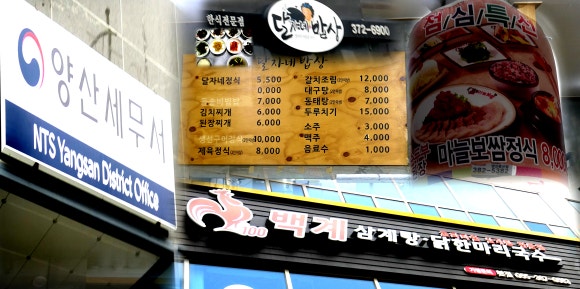 양산세무서
NTS Yangsan District Office
한식전문점
달자네 밥상
372-6900
달자네밥상
달자네정식 5,500
김치찌개 6,000
된장찌개 6,000
제육정식 8,000
갈치조림 12,000
대구탕 8,000
동태탕 7,000
두루치기 15,000
소주 3,000
맥주 4,000
음료수 1,000
점/심/특/선
마늘보쌈정식 8,000
100
백계 삼계탕 닭한마리국수